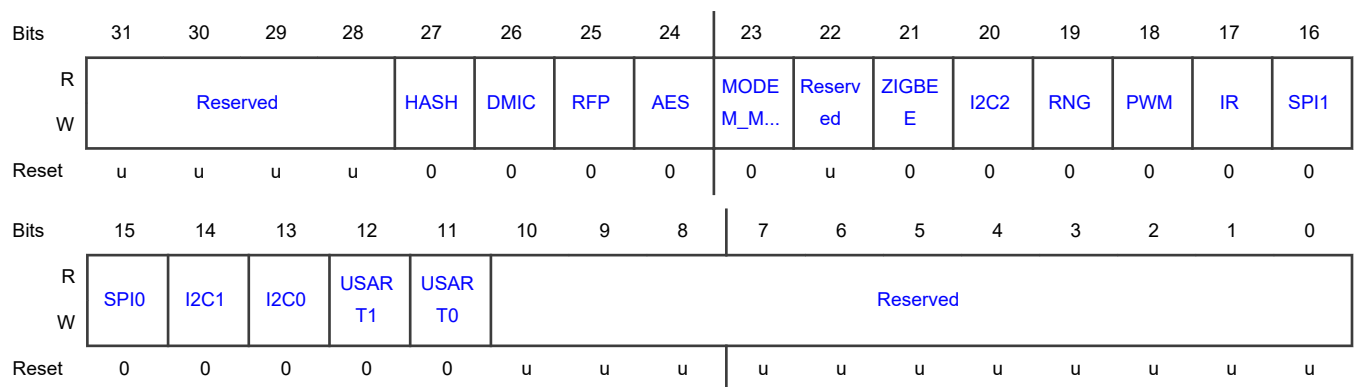 Bits 31 30 29 28 27 26 25 24 23 22 21 20 19 18 17 16
R
W
Reserved HASH DMIC RFP AES MODE M_M... Reserv ed ZIGBE E I2C2 RNG PWM IR SPI1
Reset u u u u 0 0 0 0 0 u 0 0 0 0 0 0
Bits 15 14 13 12 11 10 9 8 7 6 5 4 3 2 1 0
R
W
SPI0 I2C1 I2C0 USAR T1 USAR T0 Reserved
Reset 0 0 0 0 0 u u u u u u u u u u u